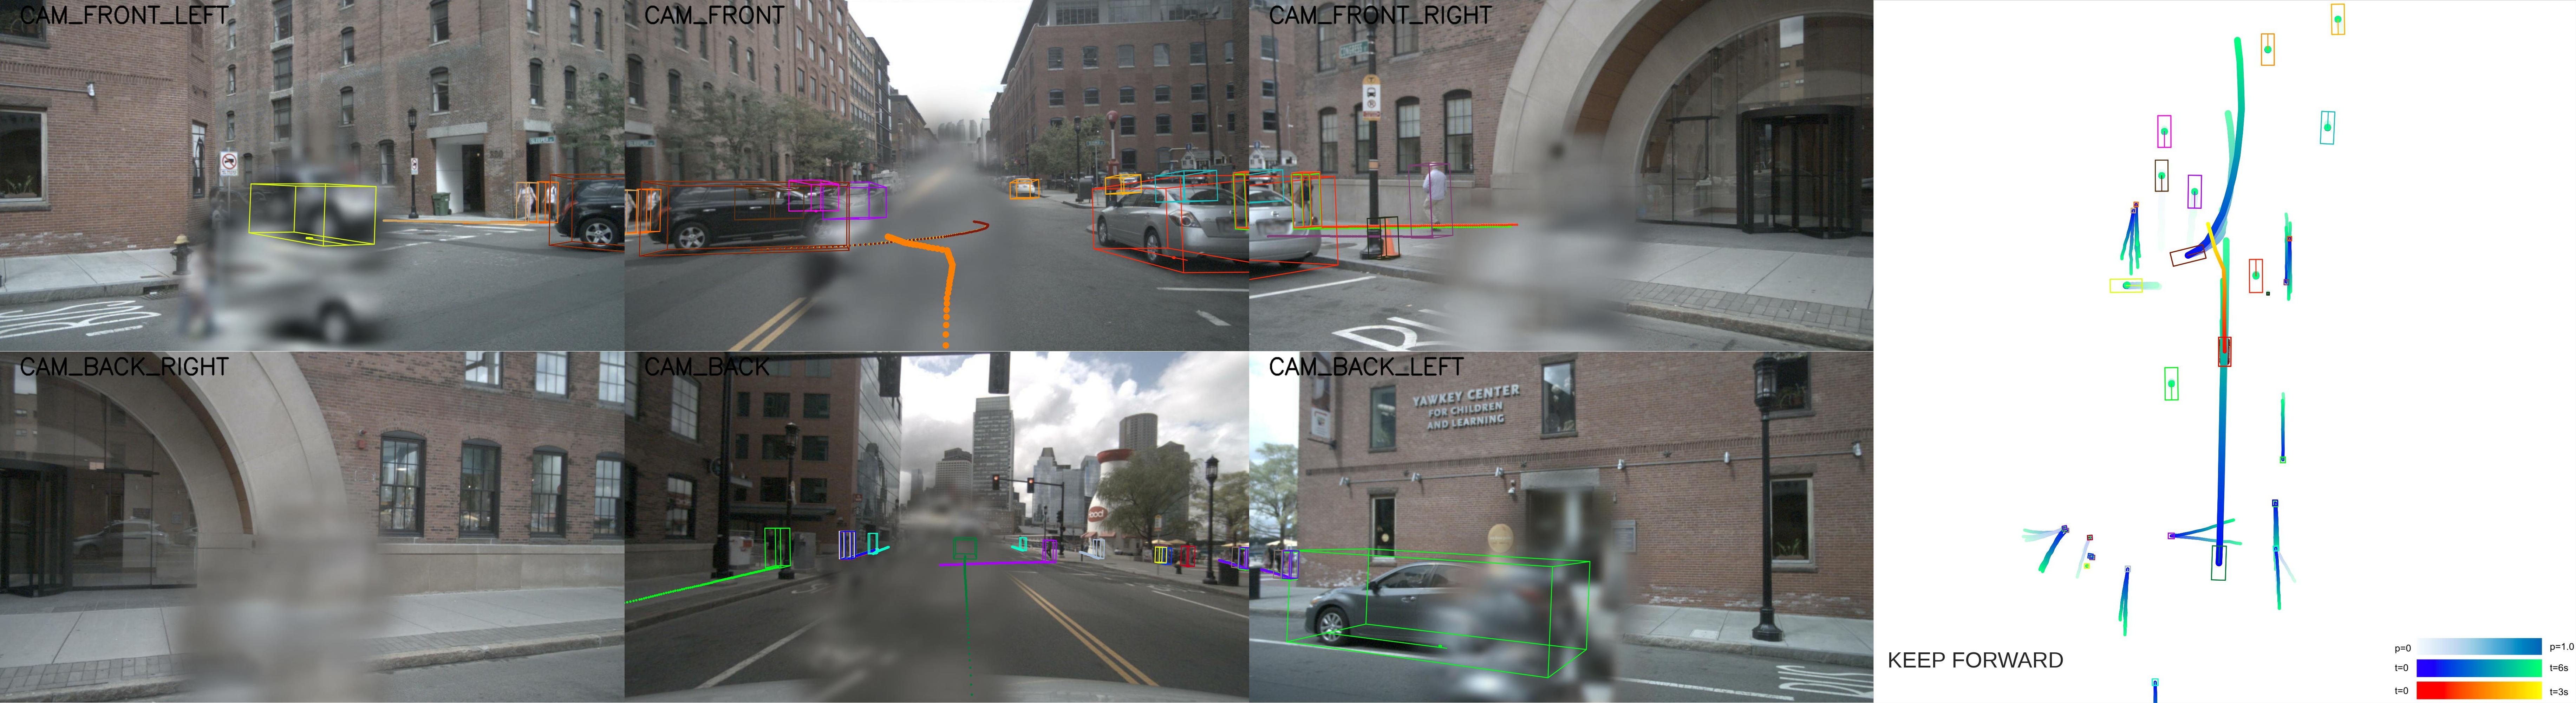 CAM_FRONT_LEFT
CAM_FRONT
CAM_FRONT_RIGHT
CAM_BACK_RIGHT
CAM_BACK
CAM_BACK_LEFT
YAWKEY CENTER
FOR CHILDREN
AND LEARNING
KEEP FORWARD
p=0
p=1.0
t=0
t=6s
t=0
t=3s